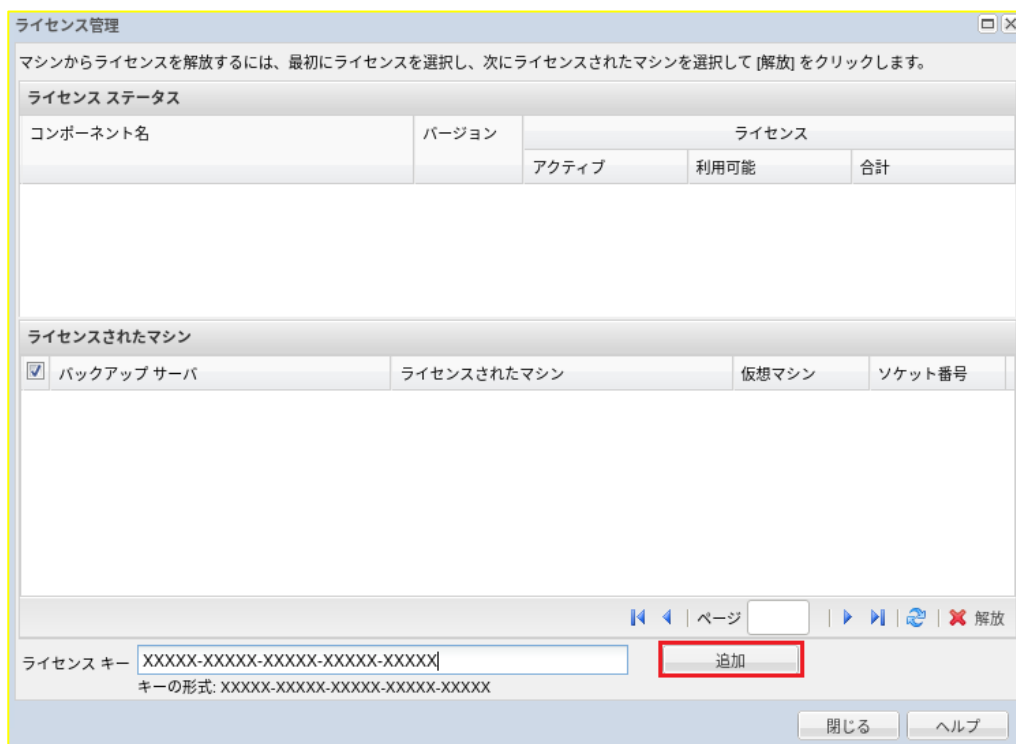 ライセンス管理
マシンからライセンスを解放するには、最初にライセンスを選択し、次にライセンスされたマシンを選択して [解放] をクリックします。
ライセンス ステータス
コンポーネント名 バージョン ライセンス
アクティブ 利用可能 合計
ライセンスされたマシン
バックアップ サーバ ライセンスされたマシン 仮想マシン ソケット番号
ページ 解放
ライセンス キー XXXXX-XXXXX-XXXXX-XXXXX-XXXXX 追加
キーの形式: XXXXX-XXXXX-XXXXX-XXXXX-XXXXX
閉じる ヘルプ